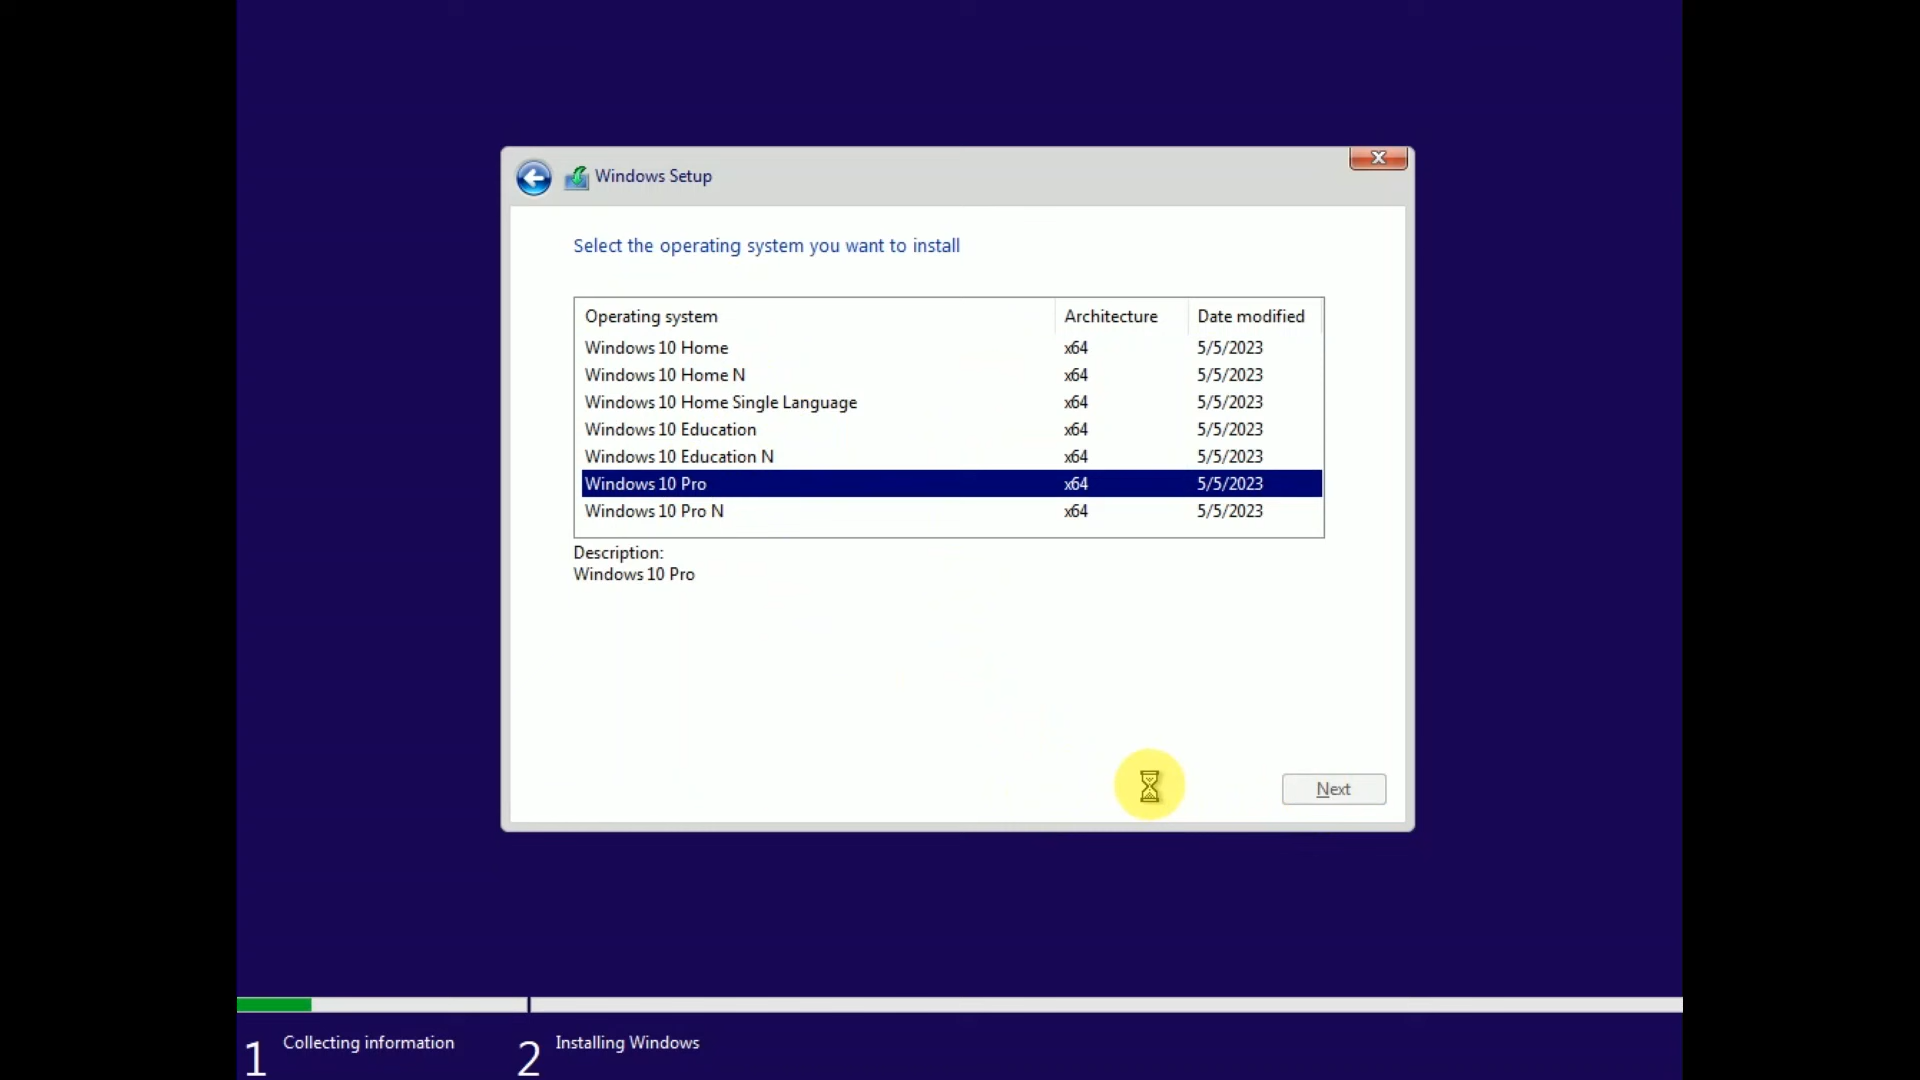 Windows Setup
Select the operating system you want to install
Operating system Architecture Date modified
Windows 10 Home x64 5/5/2023
Windows 10 Home N x64 5/5/2023
Windows 10 Home Single Language x64 5/5/2023
Windows 10 Education x64 5/5/2023
Windows 10 Education N x64 5/5/2023
Windows 10 Pro x64 5/5/2023
Windows 10 Pro N x64 5/5/2023
Description:
Windows 10 Pro
Next
1 Collecting information 2 Installing Windows